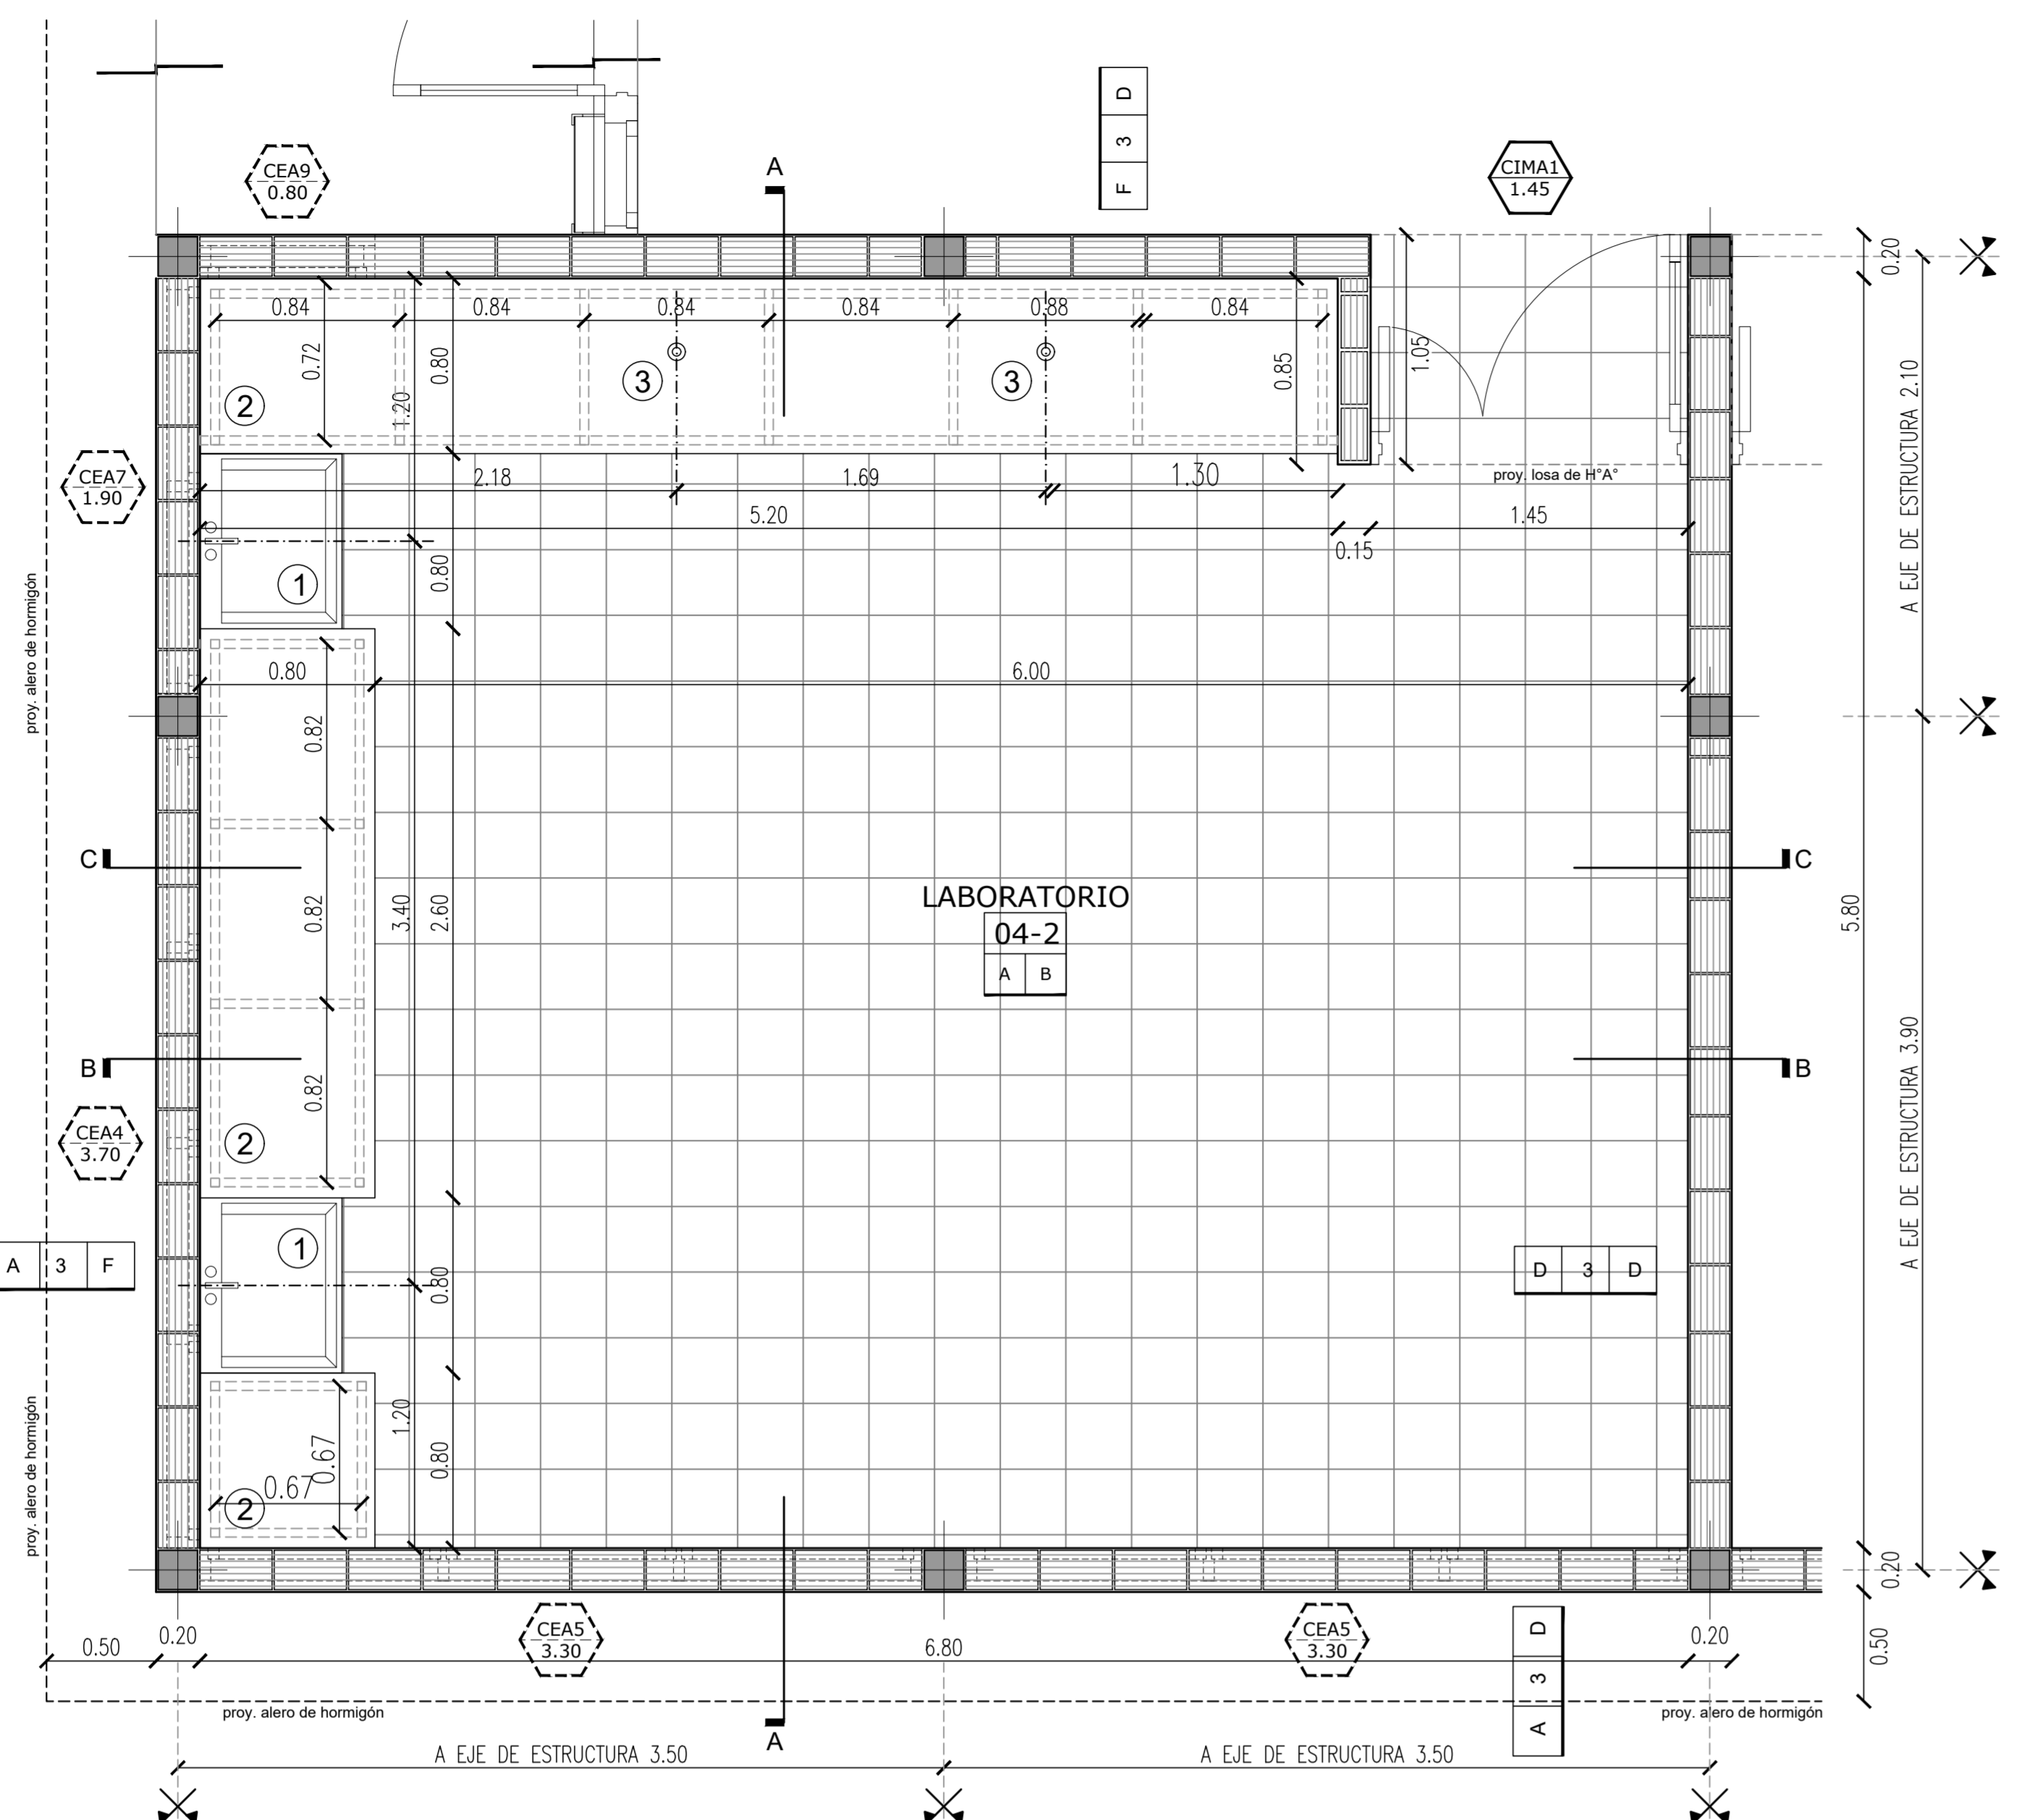 D
3
F
A
CEA9
0.80
CIMA1
1.45
0.20
0.84
0.84
0.84
0.84
0.88
0.84
0.72
1.20
0.80
0.85
1.05
3
3
2
A EJE DE ESTRUCTURA 2.10
CEA7
1.90
2.18
1.69
1.30
proy. losa de H°A°
5.20
0.15
1.45
1
0.80
proy. alero de hormigón
0.80
6.00
0.82
C
C
0.82
3.40
2.60
LABORATORIO
04-2
A
B
5.80
B
B
0.82
CEA4
3.70
2
A EJE DE ESTRUCTURA 3.90
A
3
F
1
0.80
D
3
D
proy. alero de hormigón
1.20
0.80
0.67
0.67
2
0.20
0.50
0.20
CEA5
3.30
6.80
CEA5
3.30
0.20
0.50
D
3
A
proy. alero de hormigón
proy. alero de hormigón
A
A EJE DE ESTRUCTURA 3.50
A EJE DE ESTRUCTURA 3.50